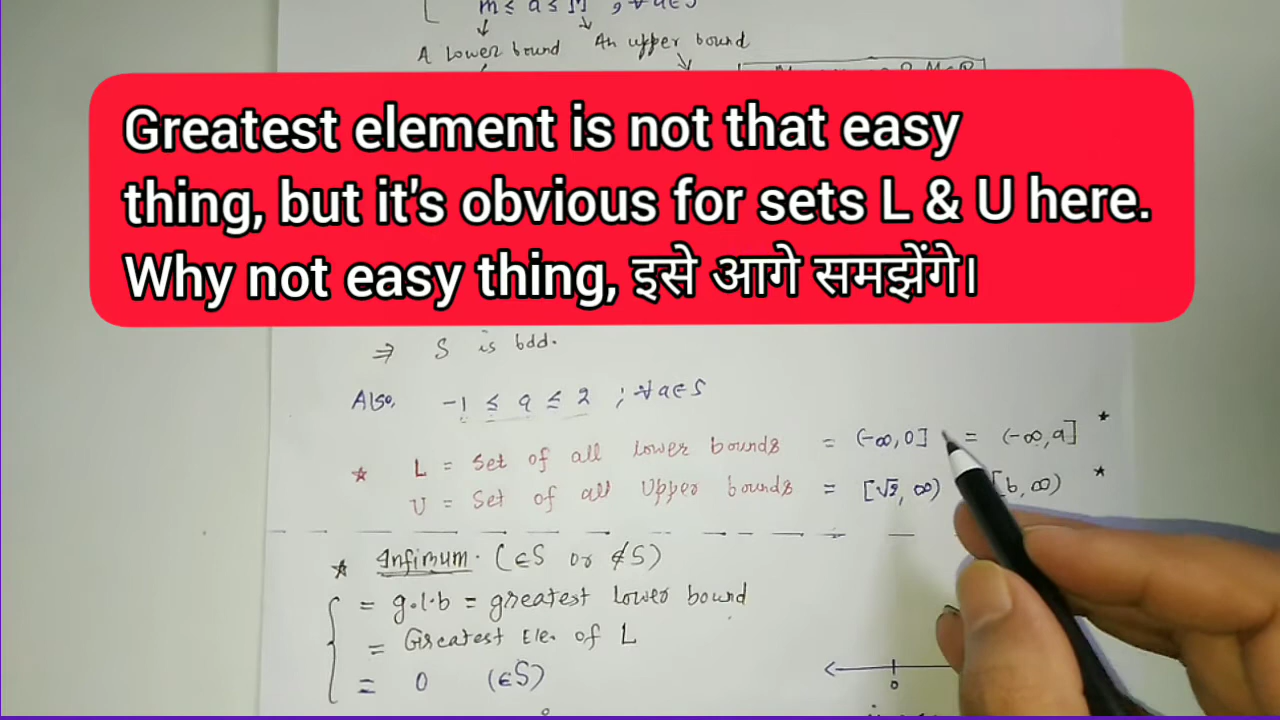 m ≤ a ≤ M , ∀ a∈S
A lower bound An upper bound
Greatest element is not that easy
thing, but it's obvious for sets L & U here.
Why not easy thing, इसे आगे समझेंगे।
⇒ S is bdd.
Also, -1 ≤ a ≤ 2 ; ∀ a∈S
* L = Set of all lower bounds = (-∞, 0] = (-∞, a] *
U = Set of all Upper bounds = [√2, ∞) [b, ∞) *
* Infimum. (∈S or ∉S)
= g.l.b = greatest lower bound
= Greatest Ele. of L
= 0 (∈S)
0